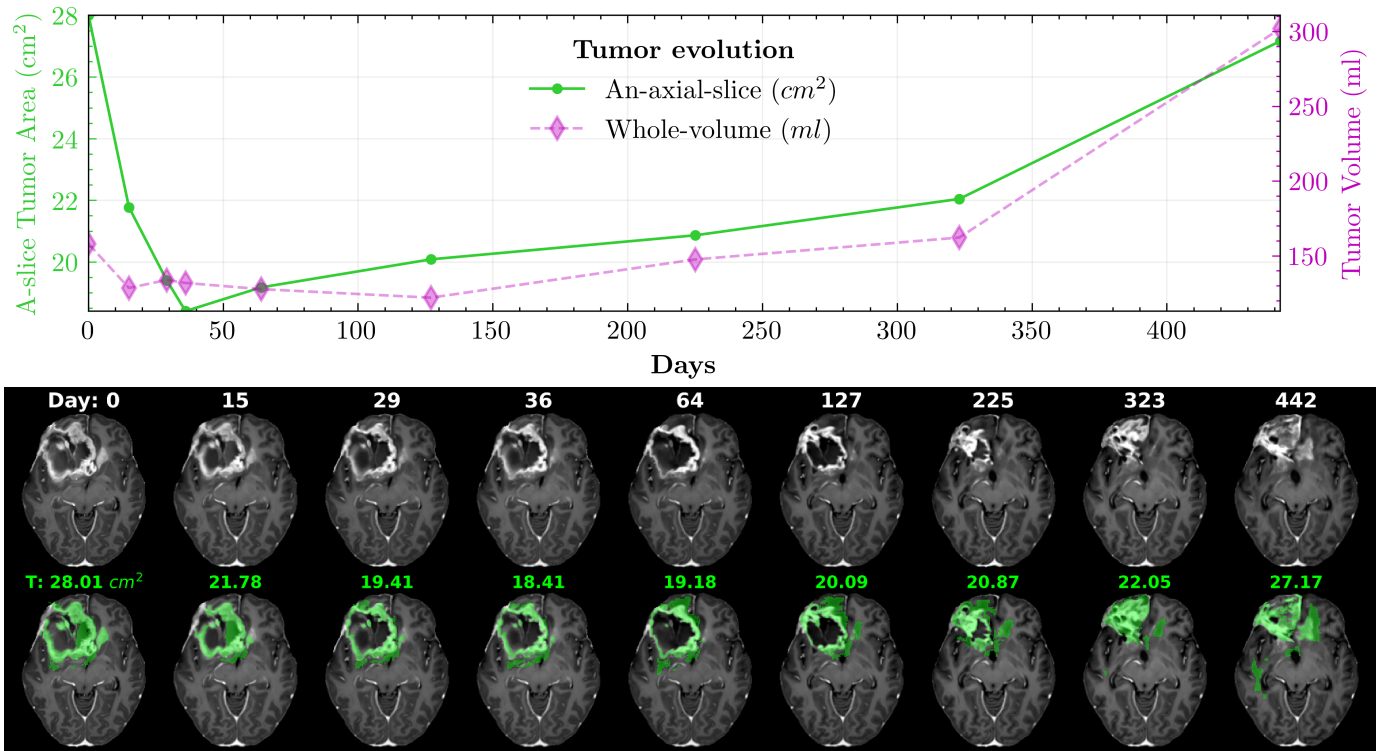 Tumor evolution
An-axial-slice (cm²)
Whole-volume (ml)
A-slice Tumor Area (cm²)
28
26
24
22
20
Tumor Volume (ml)
300
250
200
150
0 50 100 150 200 250 300 350 400
Days
Day: 0 15 29 36 64 127 225 323 442
T: 28.01 cm² 21.78 19.41 18.41 19.18 20.09 20.87 22.05 27.17